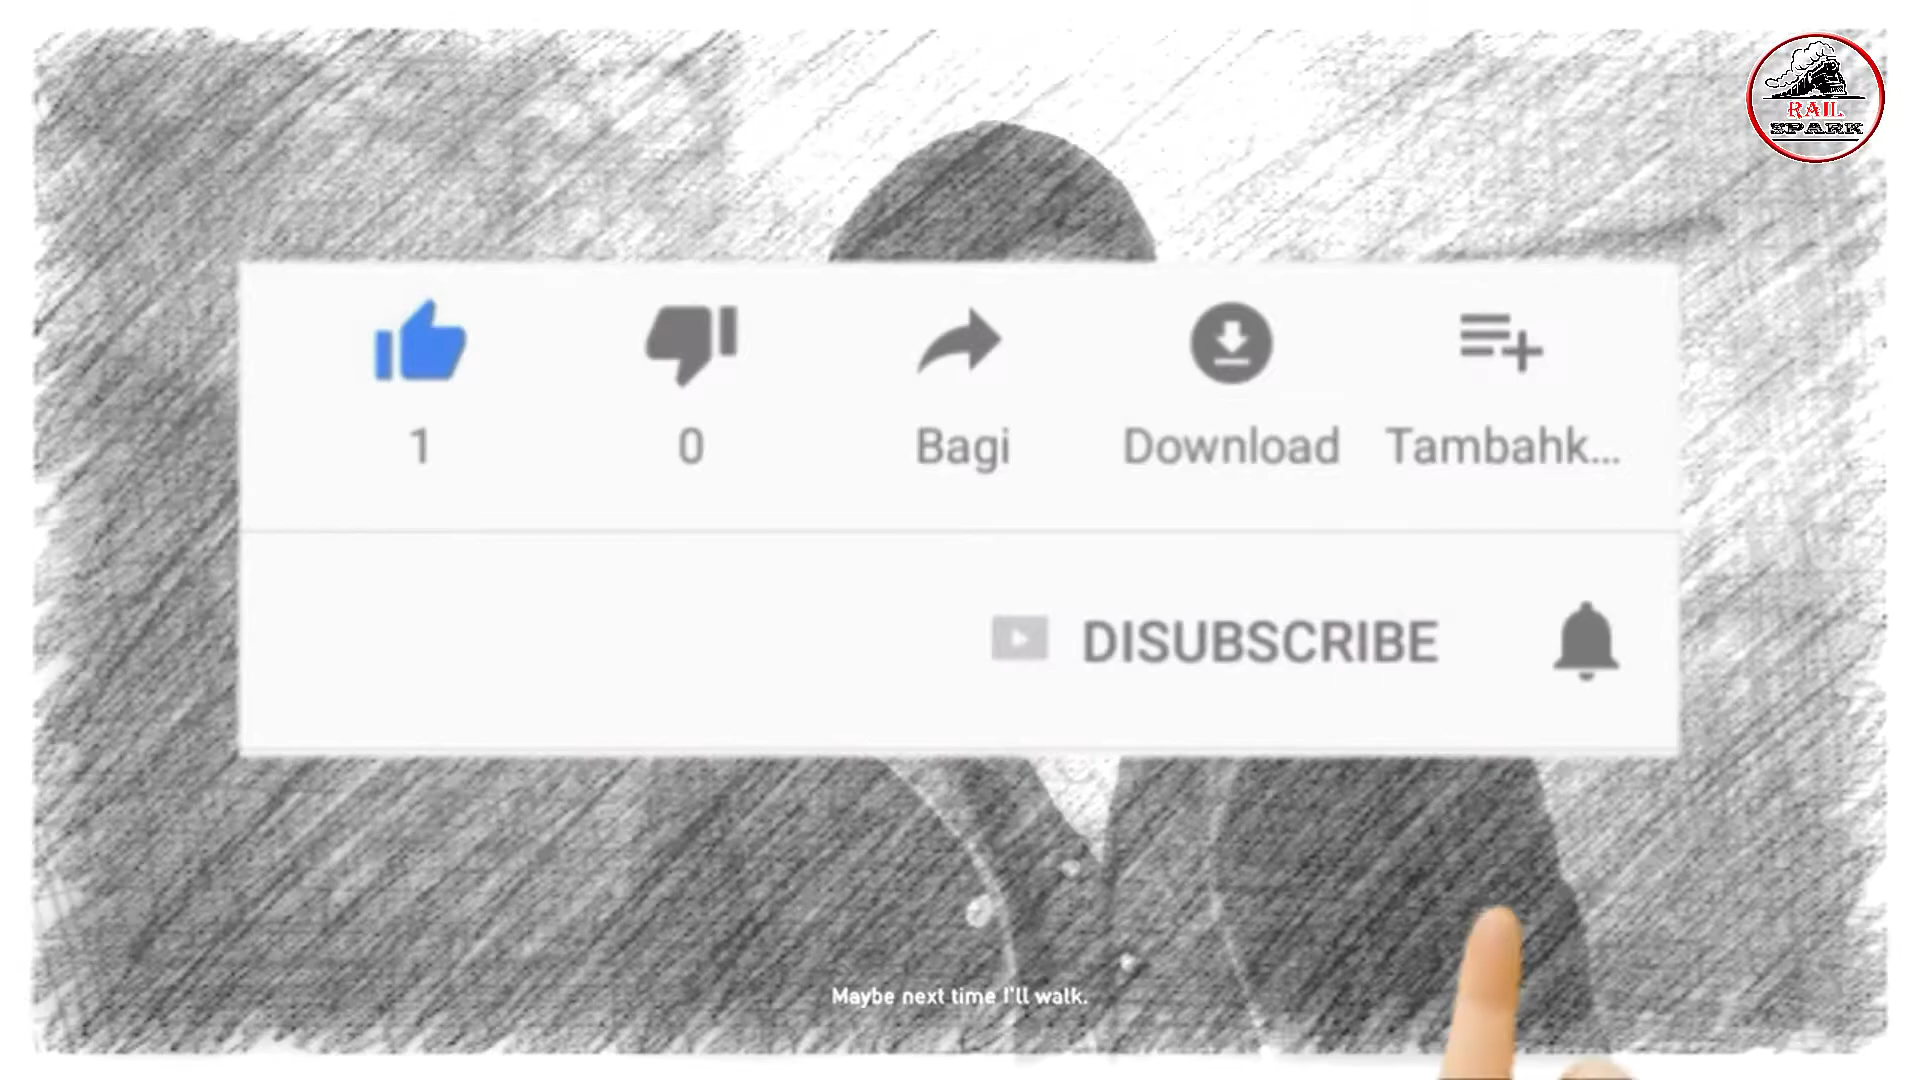 RAIL
SPARK
1
0
Bagi
Download
Tambahk...
DISUBSCRIBE
Maybe next time I'll walk.